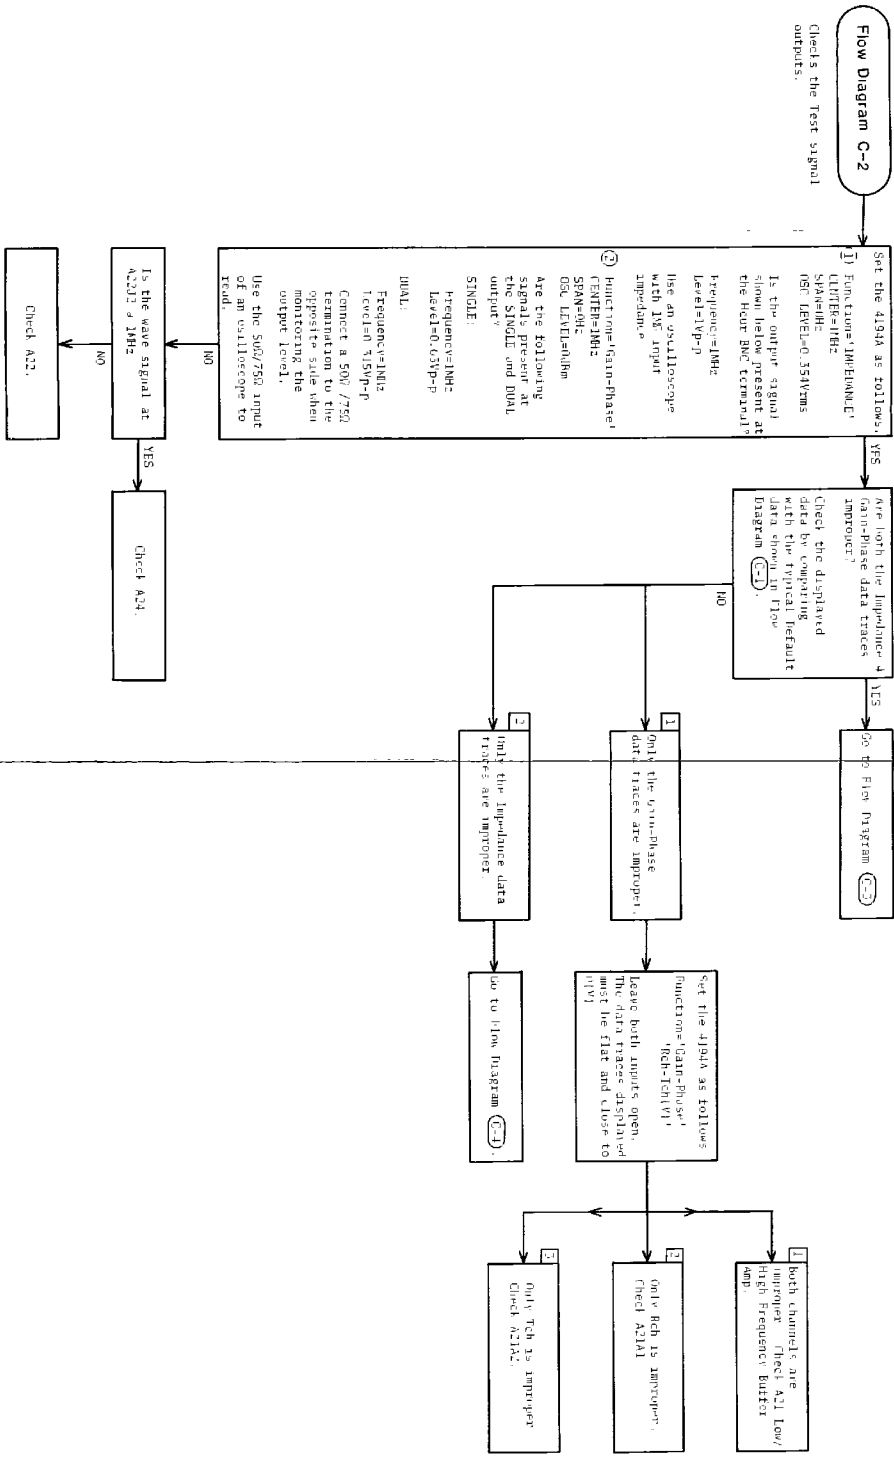 Flow Diagram C-2
Checks the Test signal
outputs.
Set the 4194A as follows.
1) Function='IMPEDANCE'
CENTER=1MHz
SPAN=0Hz
OSC LEVEL=0.354Vrms
Is the output signal
shown below present at
the Hcur BNC terminal?
Frequency=1MHz
Level=1Vp-p
Use an oscilloscope
with 1MΩ input
impedance
2 Function='Gain-Phase'
CENTER=1MHz
SPAN=0Hz
OSC LEVEL=0dBm
Are the following
signals present at
the SINGLE and DUAL
output?
SINGLE:
Frequency=1MHz
Level=0.63Vp-p
DUAL:
Frequency=1MHz
Level=0.315Vp-p
Connect a 50Ω/75Ω
termination to the
opposite side when
monitoring the
output level.
Use the 50Ω/75Ω input
of an oscilloscope to
read.
YES
NO
Is the wave signal at
A22J2 a 1MHz
YES
NO
Check A24.
Check A22.
Are both the Impedance &
Gain-Phase data traces
improper?
Check the displayed
data by comparing
with the typical Default
data shown in Flow
Diagram C-1.
YES
NO
Go to Flow Diagram C-3
1
Only the Gain-Phase
data traces are improper.
2
Only the Impedance data
traces are improper.
Set the 4194A as follows
Function='Gain-Phase'
'Rch-Tch(V)'
Leave both inputs open.
The data traces displayed
must be flat and close to
0(V)
Go to Flow Diagram C-4.
1
Both channels are
improper Check A21 Low/
High Frequency Buffer
Amp.
2
Only Rch is improper.
Check A21A1
3
Only Tch is improper
Check A21A2.